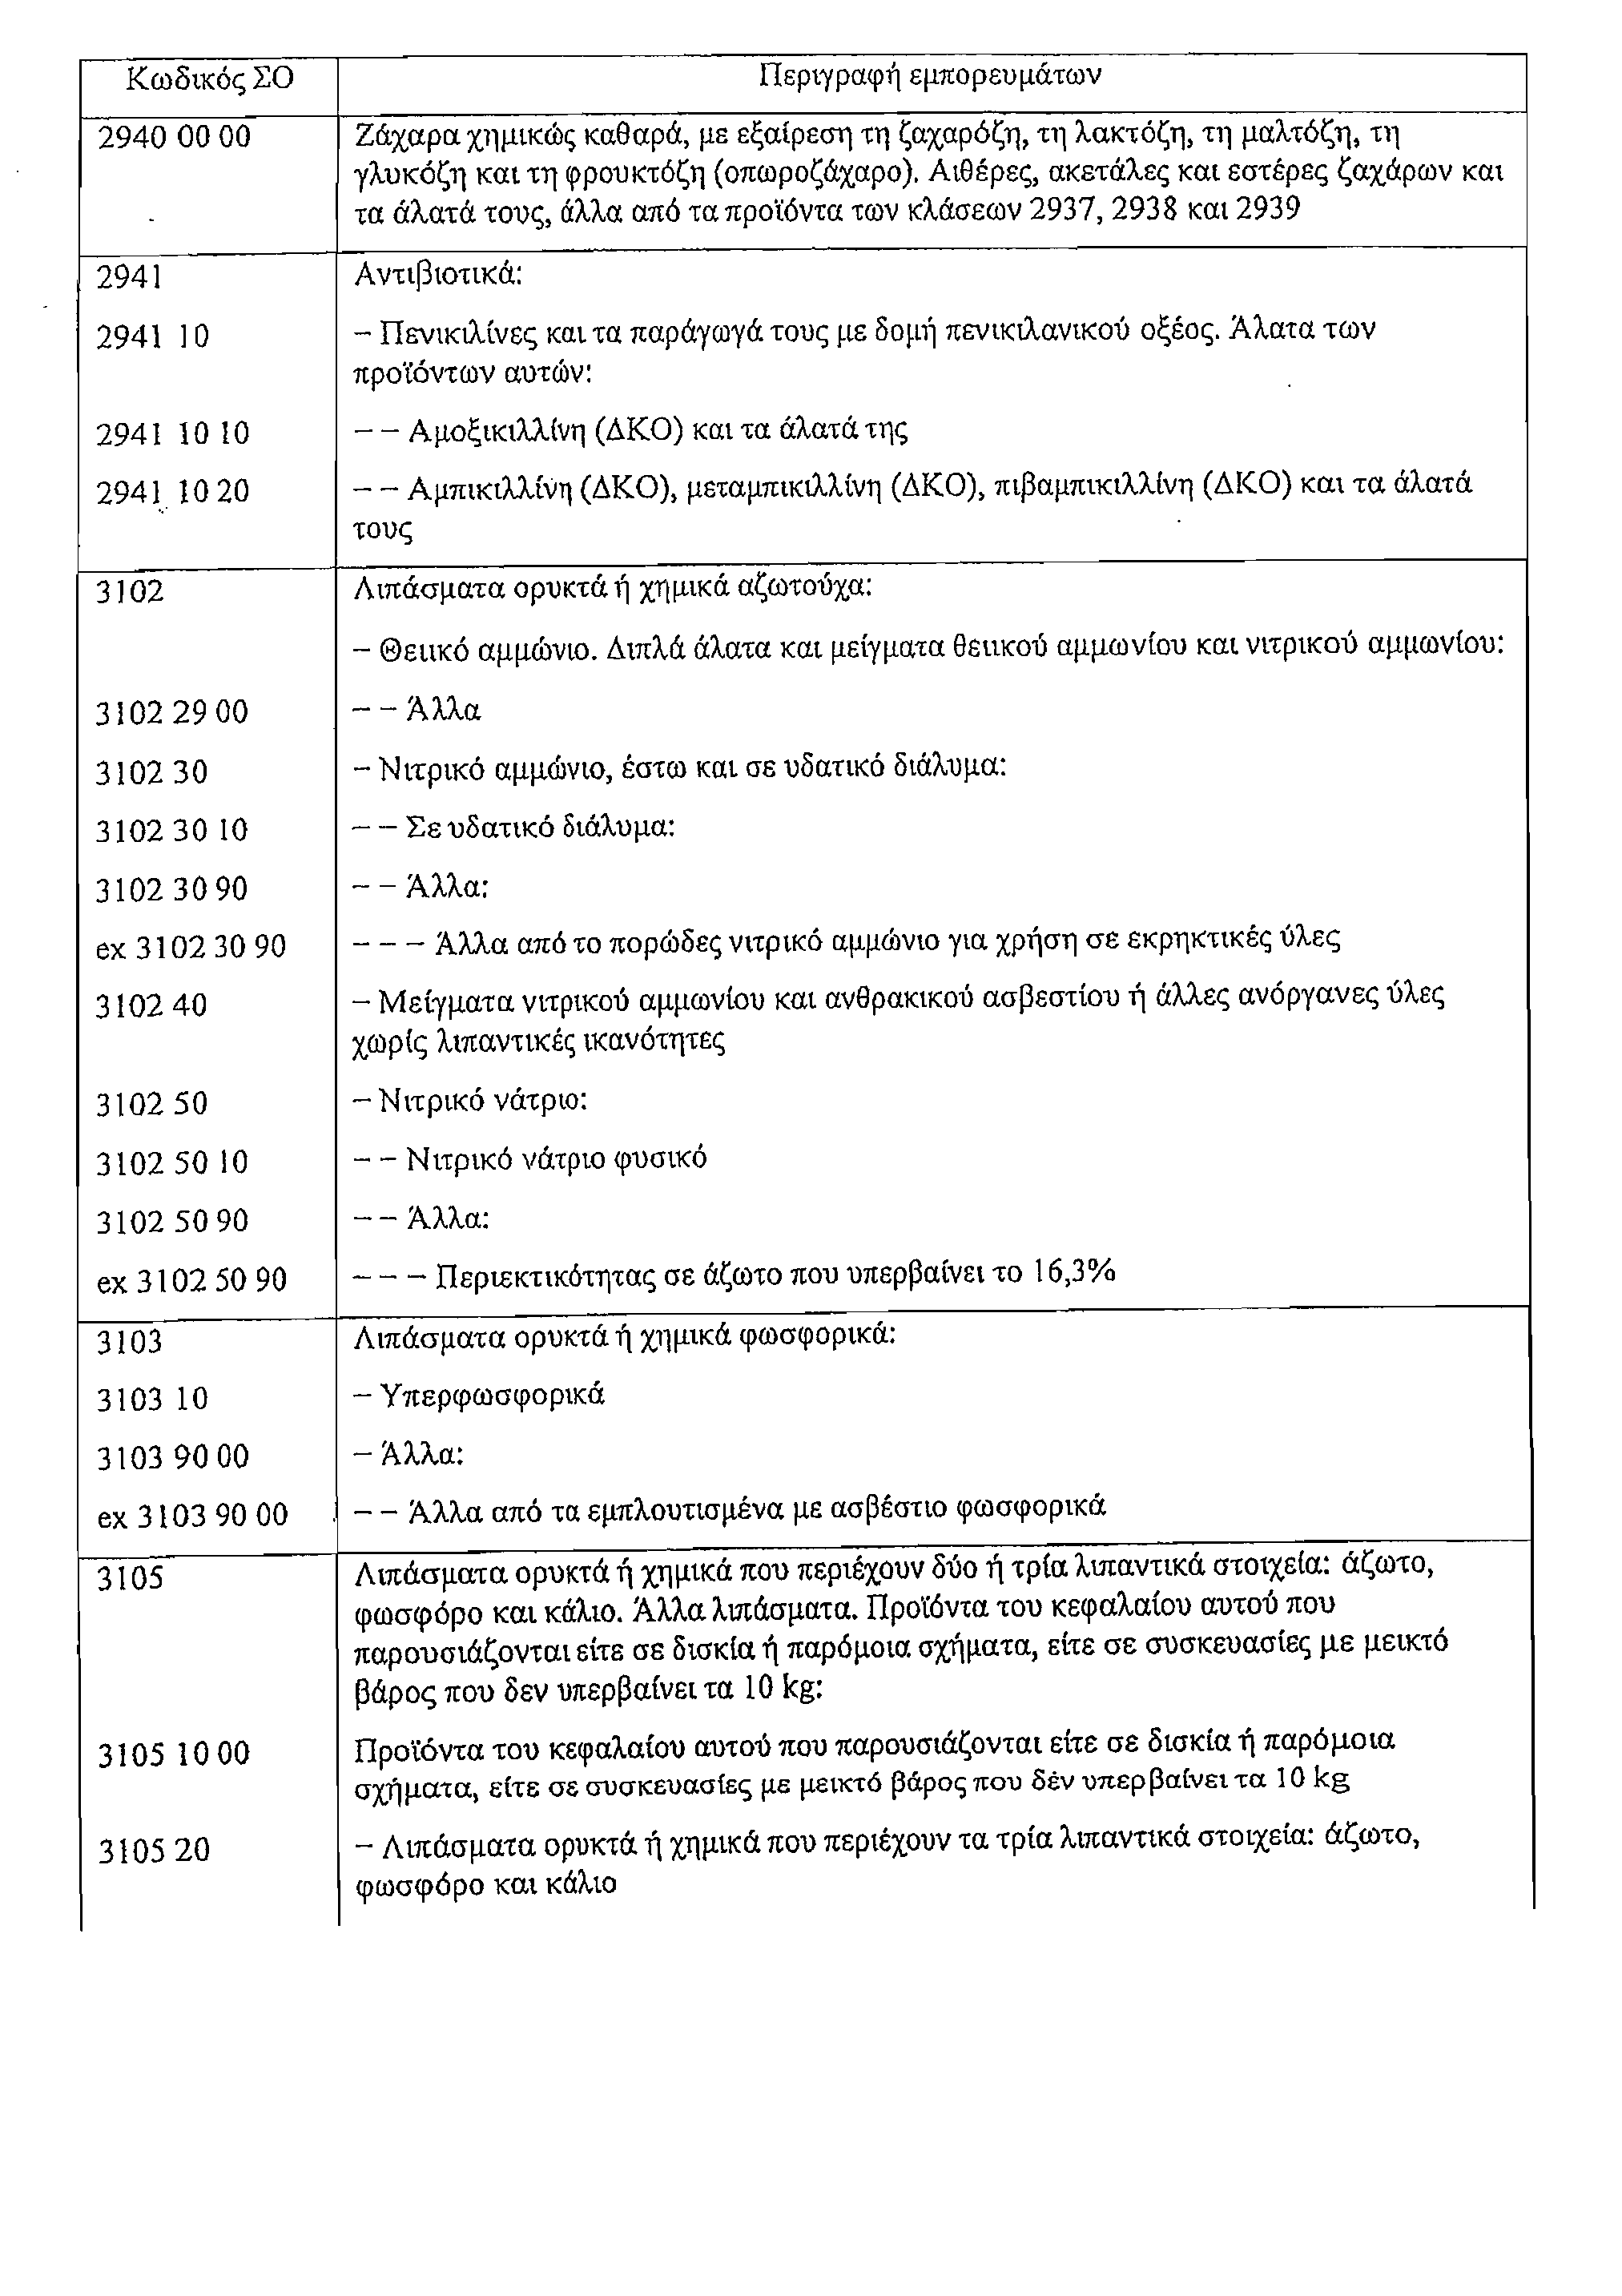 Κωδικός ΣΟ Περιγραφή εμπορευμάτων
2940 00 00 Ζάχαρα χημικώς καθαρά, με εξαίρεση τη ζαχαρόζη, τη λακτόζη, τη μαλτόζη, τη
γλυκόζη και τη φρουκτόζη (οπωροζάχαρο). Αιθέρες, ακετάλες και εστέρες ζαχάρων και
τα άλατά τους, άλλα από τα προϊόντα των κλάσεων 2937, 2938 και 2939
2941 Αντιβιοτικά:
2941 10 – Πενικιλίνες και τα παράγωγά τους με δομή πενικιλανικού οξέος. Άλατα των
προϊόντων αυτών:
2941 10 10 – – Αμοξικιλλίνη (ΔΚΟ) και τα άλατά της
2941 10 20 – – Αμπικιλλίνη (ΔΚΟ), μεταμπικιλλίνη (ΔΚΟ), πιβαμπικιλλίνη (ΔΚΟ) και τα άλατά
τους
3102 Λιπάσματα ορυκτά ή χημικά αζωτούχα:
– Θειικό αμμώνιο. Διπλά άλατα και μείγματα θειικού αμμωνίου και νιτρικού αμμωνίου:
3102 29 00 – – Άλλα
3102 30 – Νιτρικό αμμώνιο, έστω και σε υδατικό διάλυμα:
3102 30 10 – – Σε υδατικό διάλυμα:
3102 30 90 – – Άλλα:
ex 3102 30 90 – – – Άλλα από το πορώδες νιτρικό αμμώνιο για χρήση σε εκρηκτικές ύλες
3102 40 – Μείγματα νιτρικού αμμωνίου και ανθρακικού ασβεστίου ή άλλες ανόργανες ύλες
χωρίς λιπαντικές ικανότητες
3102 50 – Νιτρικό νάτριο:
3102 50 10 – – Νιτρικό νάτριο φυσικό
3102 50 90 – – Άλλα:
ex 3102 50 90 – – – Περιεκτικότητας σε άζωτο που υπερβαίνει το 16,3%
3103 Λιπάσματα ορυκτά ή χημικά φωσφορικά:
3103 10 – Υπερφωσφορικά
3103 90 00 – Άλλα:
ex 3103 90 00 – – Άλλα από τα εμπλουτισμένα με ασβέστιο φωσφορικά
3105 Λιπάσματα ορυκτά ή χημικά που περιέχουν δύο ή τρία λιπαντικά στοιχεία: άζωτο,
φωσφόρο και κάλιο. Άλλα λιπάσματα. Προϊόντα του κεφαλαίου αυτού που
παρουσιάζονται είτε σε δισκία ή παρόμοια σχήματα, είτε σε συσκευασίες με μεικτό
βάρος που δεν υπερβαίνει τα 10 kg:
3105 10 00 Προϊόντα του κεφαλαίου αυτού που παρουσιάζονται είτε σε δισκία ή παρόμοια
σχήματα, είτε σε συσκευασίες με μεικτό βάρος που δέν υπερβαίνει τα 10 kg
3105 20 – Λιπάσματα ορυκτά ή χημικά που περιέχουν τα τρία λιπαντικά στοιχεία: άζωτο,
φωσφόρο και κάλιο